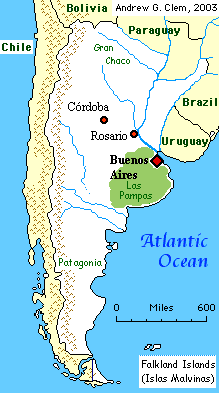 Bolivia
Andrew G. Clem, 2003
Paraguay
Chile
Gran
Chaco
Brazil
Córdoba
Rosario
Uruguay
Buenos
Aires
Las
Pampas
Atlantic
Ocean
Patagonia
0 Miles 600
Falkland Islands
(Islas Malvinas)